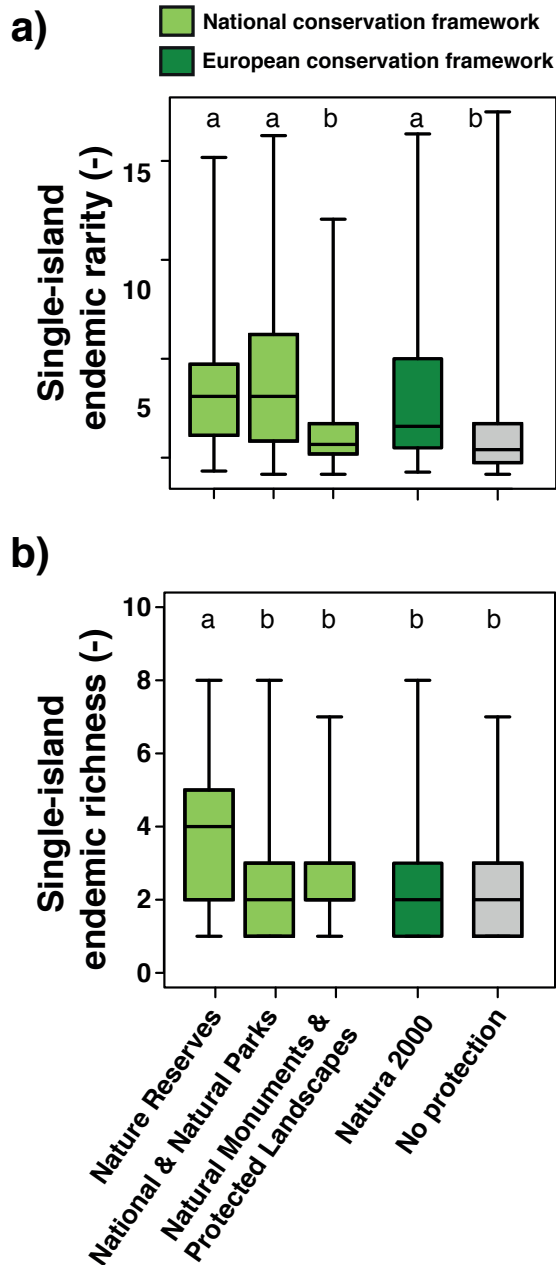 a)
National conservation framework
European conservation framework
Single-island
endemic rarity (-)
15
10
5
a
a
b
a
b
b)
Single-island
endemic richness (-)
10
8
6
4
2
0
a
b
b
b
b
Nature Reserves
National & Natural Parks
Natural Monuments &
Protected Landscapes
Natura 2000
No protection